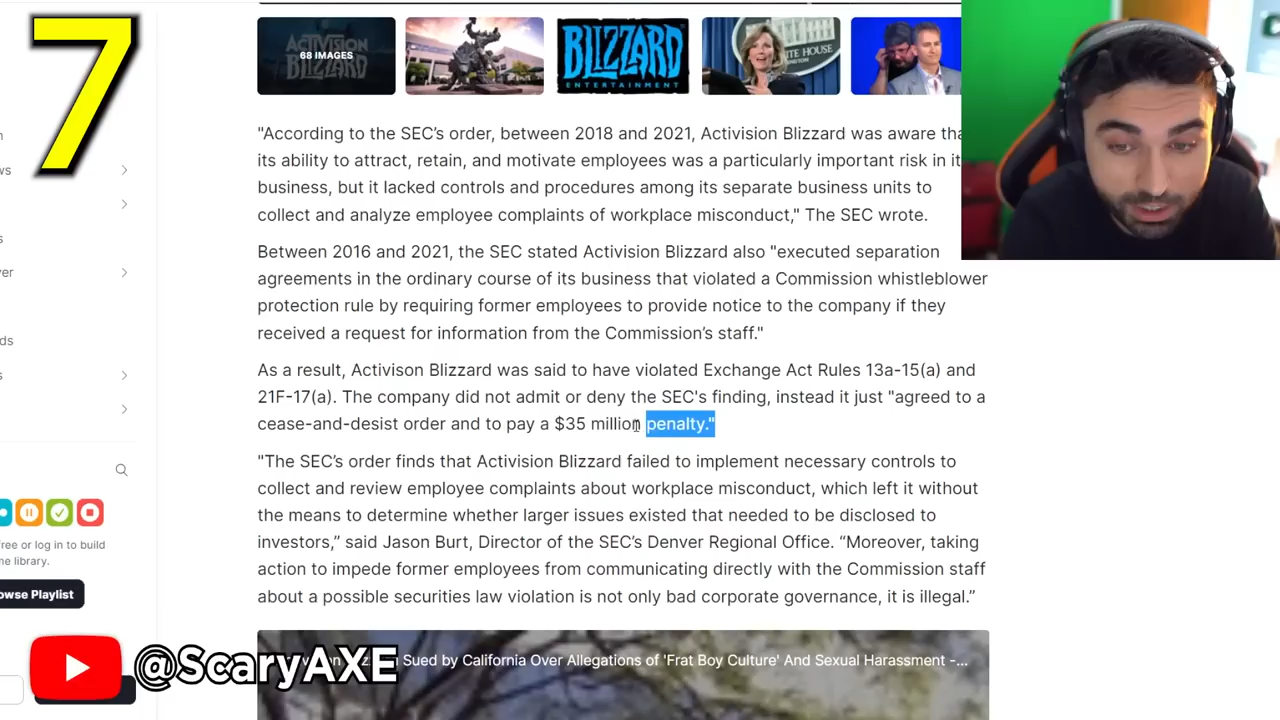 7
ACTIVISION
BLIZZARD
68 IMAGES
BLIZZARD
ENTERTAINMENT
WHITE HOUSE
"According to the SEC's order, between 2018 and 2021, Activision Blizzard was aware
its ability to attract, retain, and motivate employees was a particularly important risk in
business, but it lacked controls and procedures among its separate business units to
collect and analyze employee complaints of workplace misconduct," The SEC wrote.
Between 2016 and 2021, the SEC stated Activision Blizzard also "executed separation
agreements in the ordinary course of its business that violated a Commission whistleblower
protection rule by requiring former employees to provide notice to the company if they
received a request for information from the Commission's staff."
As a result, Activison Blizzard was said to have violated Exchange Act Rules 13a-15(a) and
21F-17(a). The company did not admit or deny the SEC's finding, instead it just "agreed to a
cease-and-desist order and to pay a $35 million penalty."
"The SEC's order finds that Activision Blizzard failed to implement necessary controls to
collect and review employee complaints about workplace misconduct, which left it without
the means to determine whether larger issues existed that needed to be disclosed to
investors,” said Jason Burt, Director of the SEC's Denver Regional Office. “Moreover, taking
action to impede former employees from communicating directly with the Commission staff
about a possible securities law violation is not only bad corporate governance, it is illegal.”
free or log in to build
library.
Playlist
Sued by California Over Allegations of 'Frat Boy Culture' And Sexual Harassment -...
@ScaryAXE